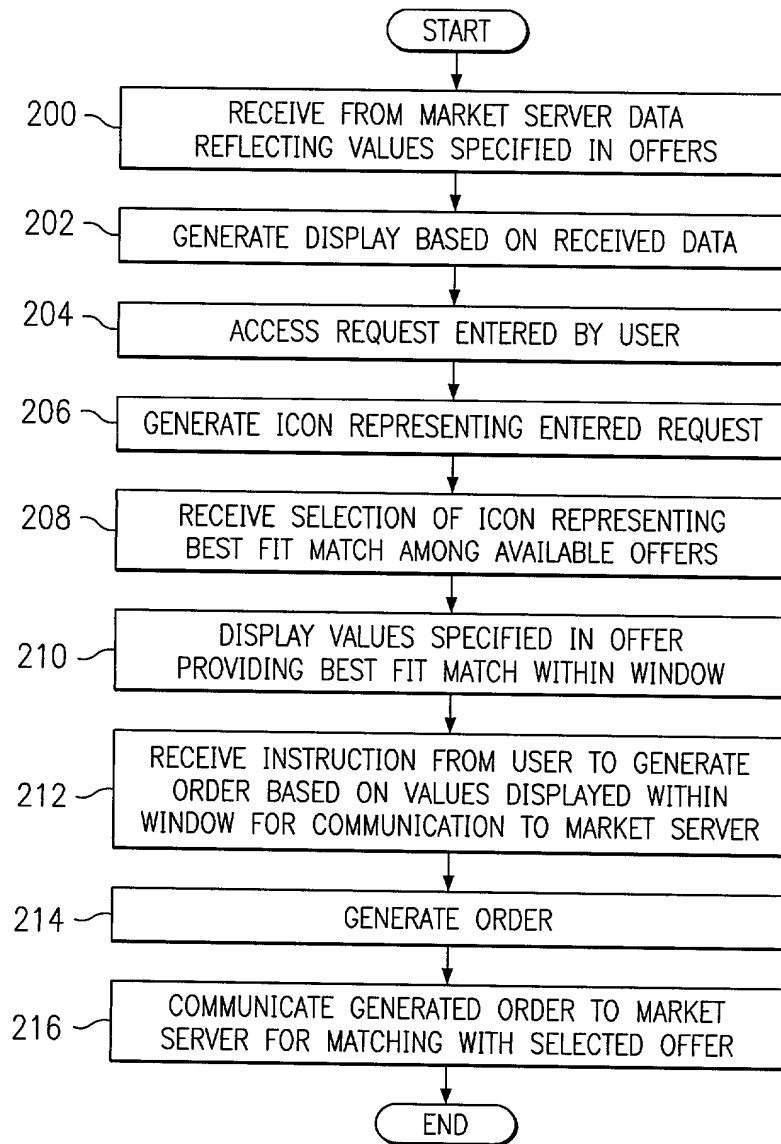 START
200
RECEIVE FROM MARKET SERVER DATA
REFLECTING VALUES SPECIFIED IN OFFERS
202
GENERATE DISPLAY BASED ON RECEIVED DATA
204
ACCESS REQUEST ENTERED BY USER
206
GENERATE ICON REPRESENTING ENTERED REQUEST
208
RECEIVE SELECTION OF ICON REPRESENTING
BEST FIT MATCH AMONG AVAILABLE OFFERS
210
DISPLAY VALUES SPECIFIED IN OFFER
PROVIDING BEST FIT MATCH WITHIN WINDOW
212
RECEIVE INSTRUCTION FROM USER TO GENERATE
ORDER BASED ON VALUES DISPLAYED WITHIN
WINDOW FOR COMMUNICATION TO MARKET SERVER
214
GENERATE ORDER
216
COMMUNICATE GENERATED ORDER TO MARKET
SERVER FOR MATCHING WITH SELECTED OFFER
END